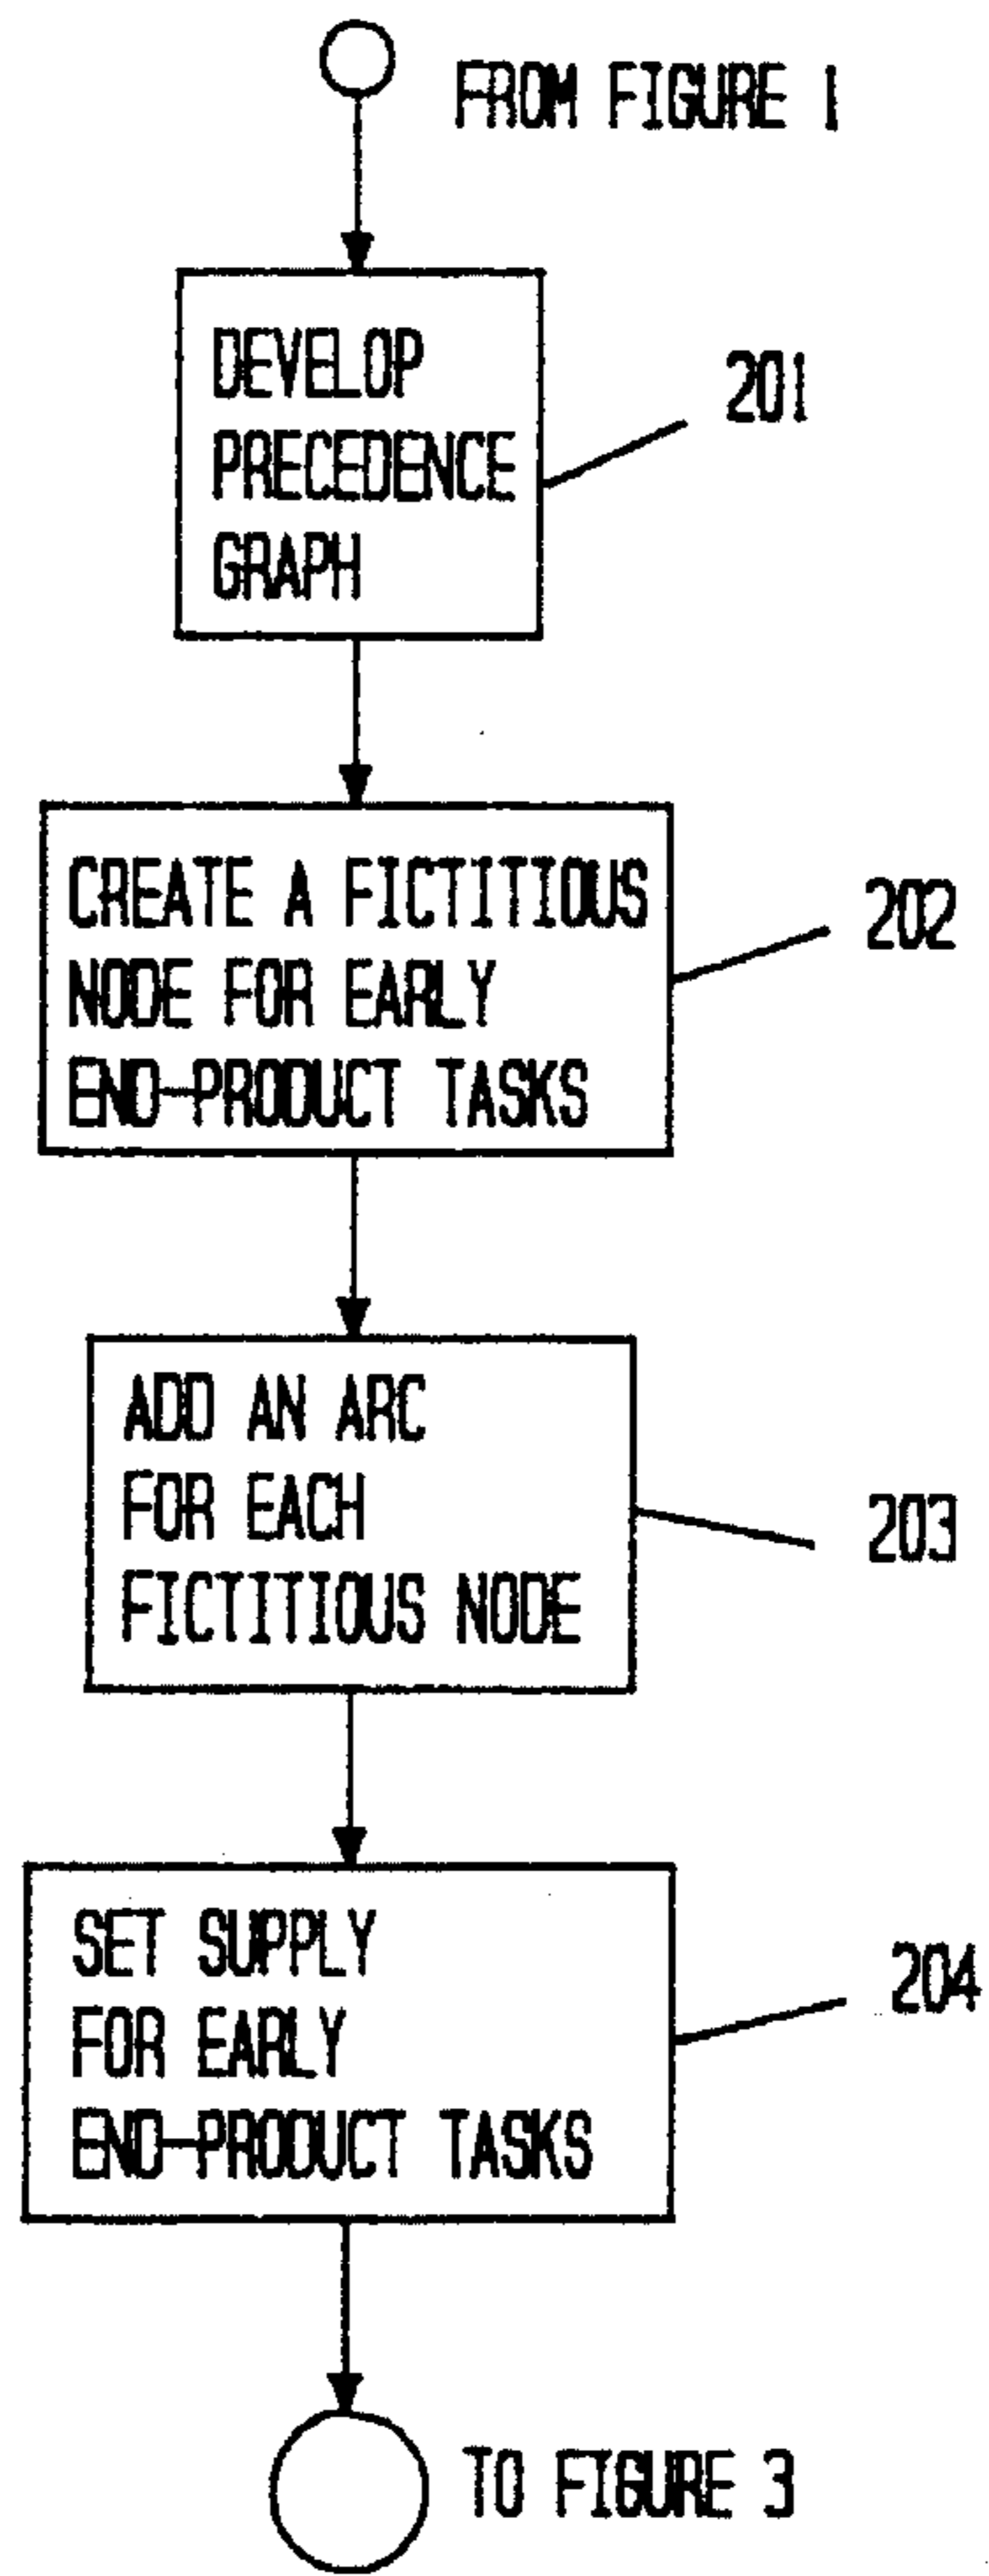 FROM FIGURE 1
DEVELOP
PRECEDENCE
GRAPH
201
CREATE A FICTITIOUS
NODE FOR EARLY
END-PRODUCT TASKS
202
ADD AN ARC
FOR EACH
FICTITIOUS NODE
203
SET SUPPLY
FOR EARLY
END-PRODUCT TASKS
204
TO FIGURE 3